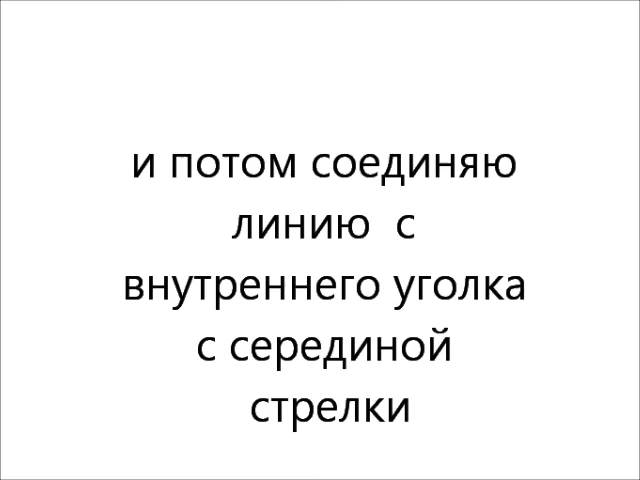 и потом соединяю
линию с
внутреннего уголка
с серединой
стрелки